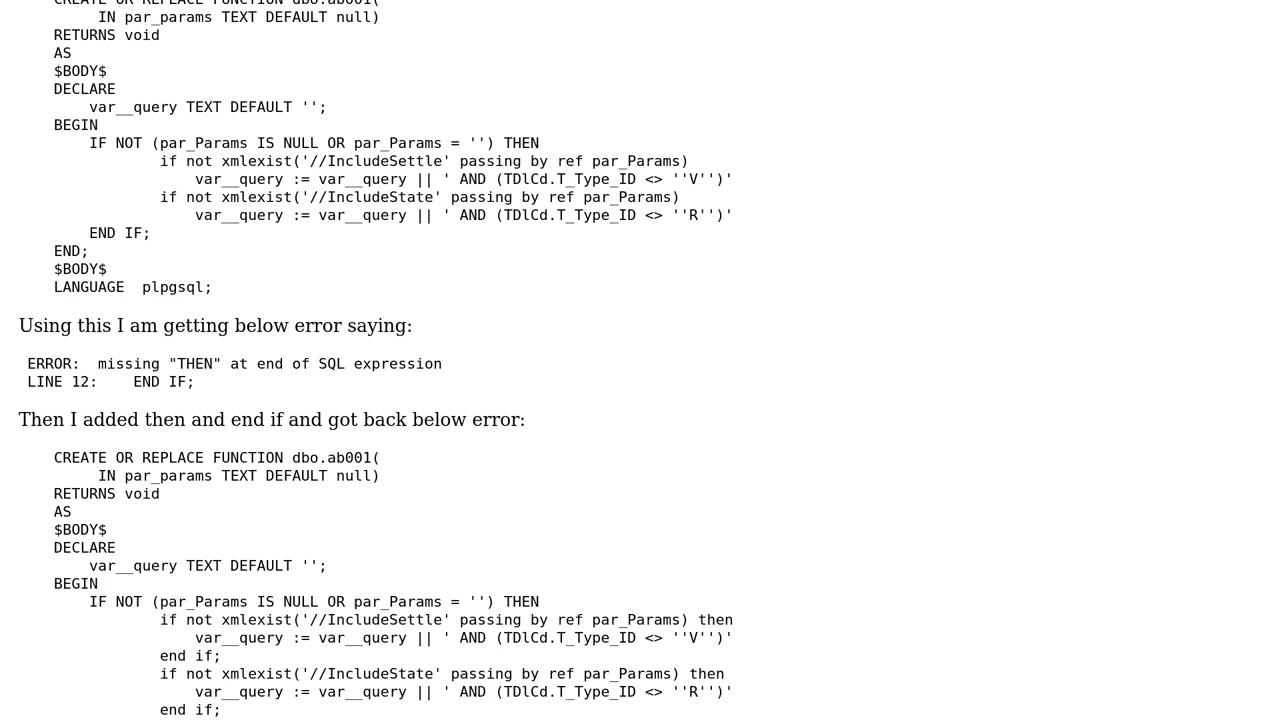 CREATE OR REPLACE FUNCTION dbo.ab001(
IN par_params TEXT DEFAULT null)
RETURNS void
AS
$BODY$
DECLARE
var__query TEXT DEFAULT '';
BEGIN
IF NOT (par_Params IS NULL OR par_Params = '') THEN
if not xmlexist('//IncludeSettle' passing by ref par_Params)
var__query := var__query || ' AND (TDlCd.T_Type_ID <> ''V'')'
if not xmlexist('//IncludeState' passing by ref par_Params)
var__query := var__query || ' AND (TDlCd.T_Type_ID <> ''R'')'
END IF;
END;
$BODY$
LANGUAGE  plpgsql;
Using this I am getting below error saying:
ERROR:  missing "THEN" at end of SQL expression
LINE 12:    END IF;
Then I added then and end if and got back below error:
CREATE OR REPLACE FUNCTION dbo.ab001(
IN par_params TEXT DEFAULT null)
RETURNS void
AS
$BODY$
DECLARE
var__query TEXT DEFAULT '';
BEGIN
IF NOT (par_Params IS NULL OR par_Params = '') THEN
if not xmlexist('//IncludeSettle' passing by ref par_Params) then
var__query := var__query || ' AND (TDlCd.T_Type_ID <> ''V'')'
end if;
if not xmlexist('//IncludeState' passing by ref par_Params) then
var__query := var__query || ' AND (TDlCd.T_Type_ID <> ''R'')'
end if;